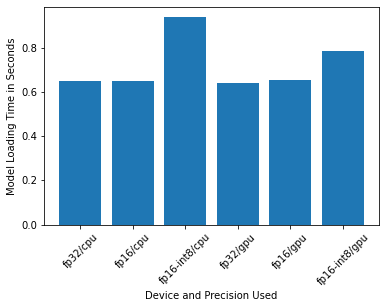 Model Loading Time in Seconds
0.8
0.6
0.4
0.2
0.0
fp32/cpu
fp16/cpu
fp16-int8/cpu
fp32/gpu
fp16/gpu
fp16-int8/gpu
Device and Precision Used